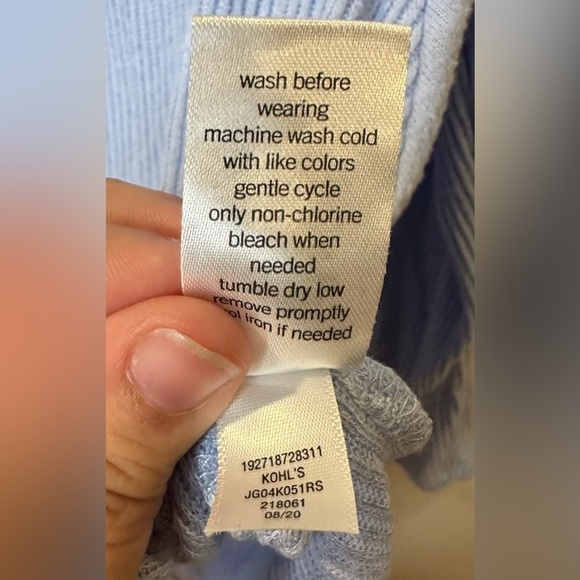 wash before
wearing
machine wash cold
with like colors
gentle cycle
only non-chlorine
bleach when
needed
tumble dry low
remove promptly
iron if needed
192718728311
KOHL'S
JG04K051RS
218061
08/20